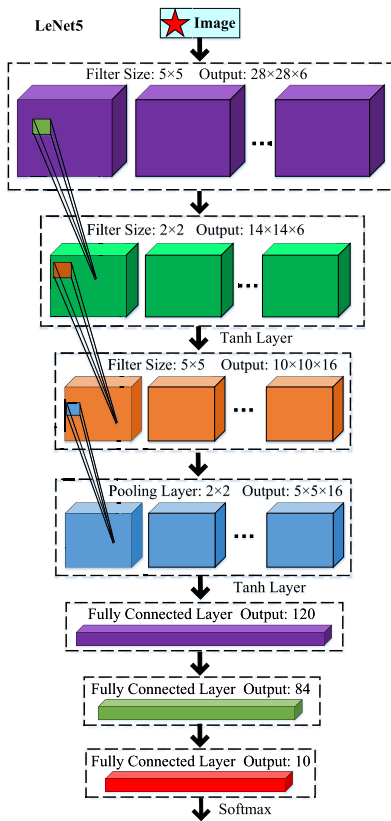 LeNet5
Image
Filter Size: 5×5 Output: 28×28×6
...
Filter Size: 2×2 Output: 14×14×6
...
Tanh Layer
Filter Size: 5×5 Output: 10×10×16
...
Pooling Layer: 2×2 Output: 5×5×16
...
Tanh Layer
Fully Connected Layer Output: 120
Fully Connected Layer Output: 84
Fully Connected Layer Output: 10
Softmax